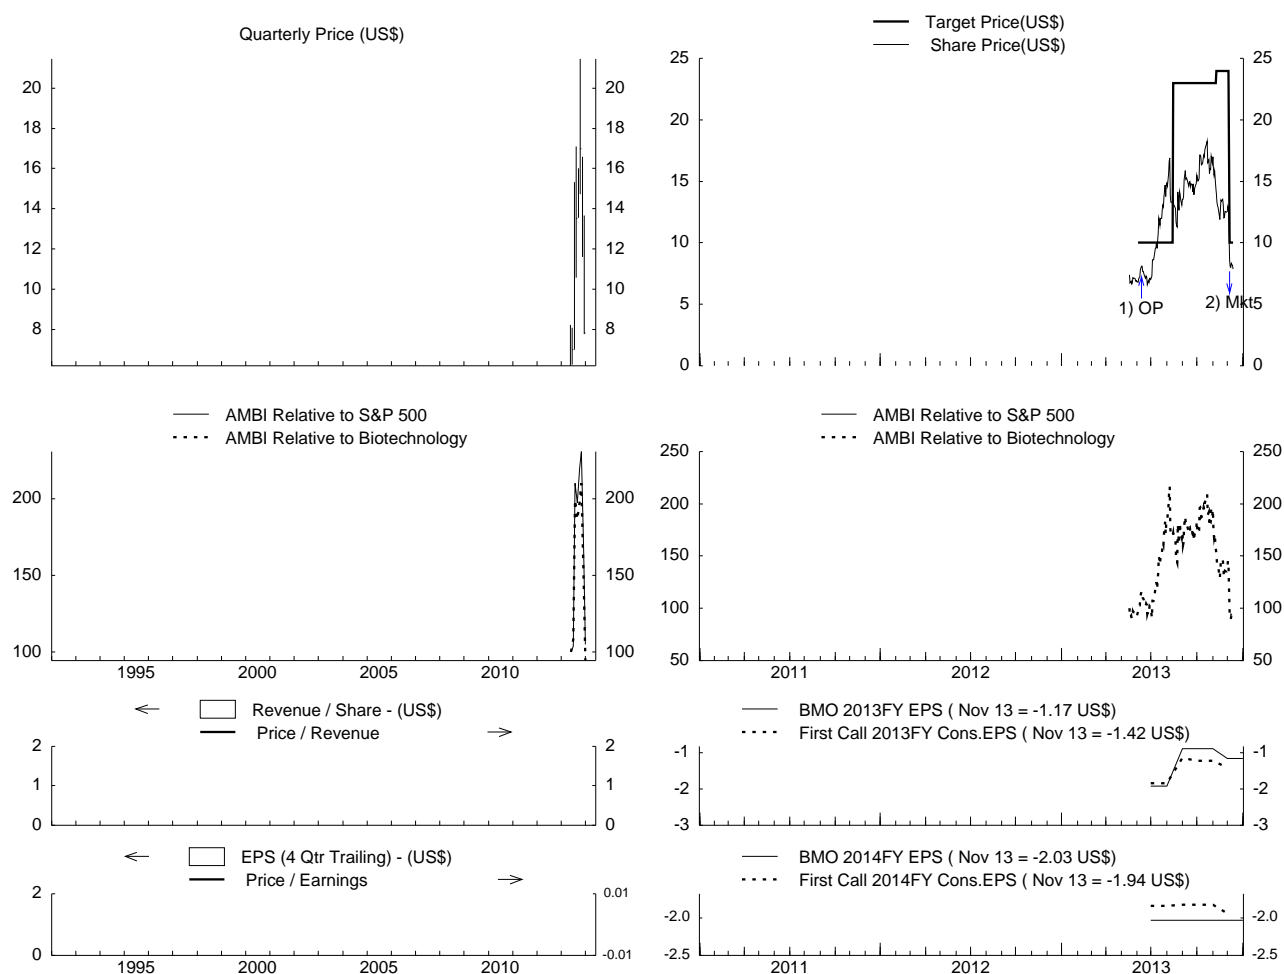 Quarterly Price (US$)
20 20
18 18
16 16
14 14
12 12
10 10
8 8
Target Price(US$)
Share Price(US$)
25 25
20 20
15 15
10 10
5 5
1) OP 2) Mkt
0 0
AMBI Relative to S&P 500
AMBI Relative to Biotechnology
200 200
150 150
100 100
1995 2000 2005 2010
AMBI Relative to S&P 500
AMBI Relative to Biotechnology
250 250
200 200
150 150
100 100
50 50
2011 2012 2013
Revenue / Share - (US$)
Price / Revenue
2 2
1 1
0 0
BMO 2013FY EPS ( Nov 13 = -1.17 US$)
First Call 2013FY Cons.EPS ( Nov 13 = -1.42 US$)
-1 -1
-2 -2
-3 -3
EPS (4 Qtr Trailing) - (US$)
Price / Earnings
2 0.01
0 -0.01
1995 2000 2005 2010
BMO 2014FY EPS ( Nov 13 = -2.03 US$)
First Call 2014FY Cons.EPS ( Nov 13 = -1.94 US$)
-2.0 -2.0
-2.5 -2.5
2011 2012 2013